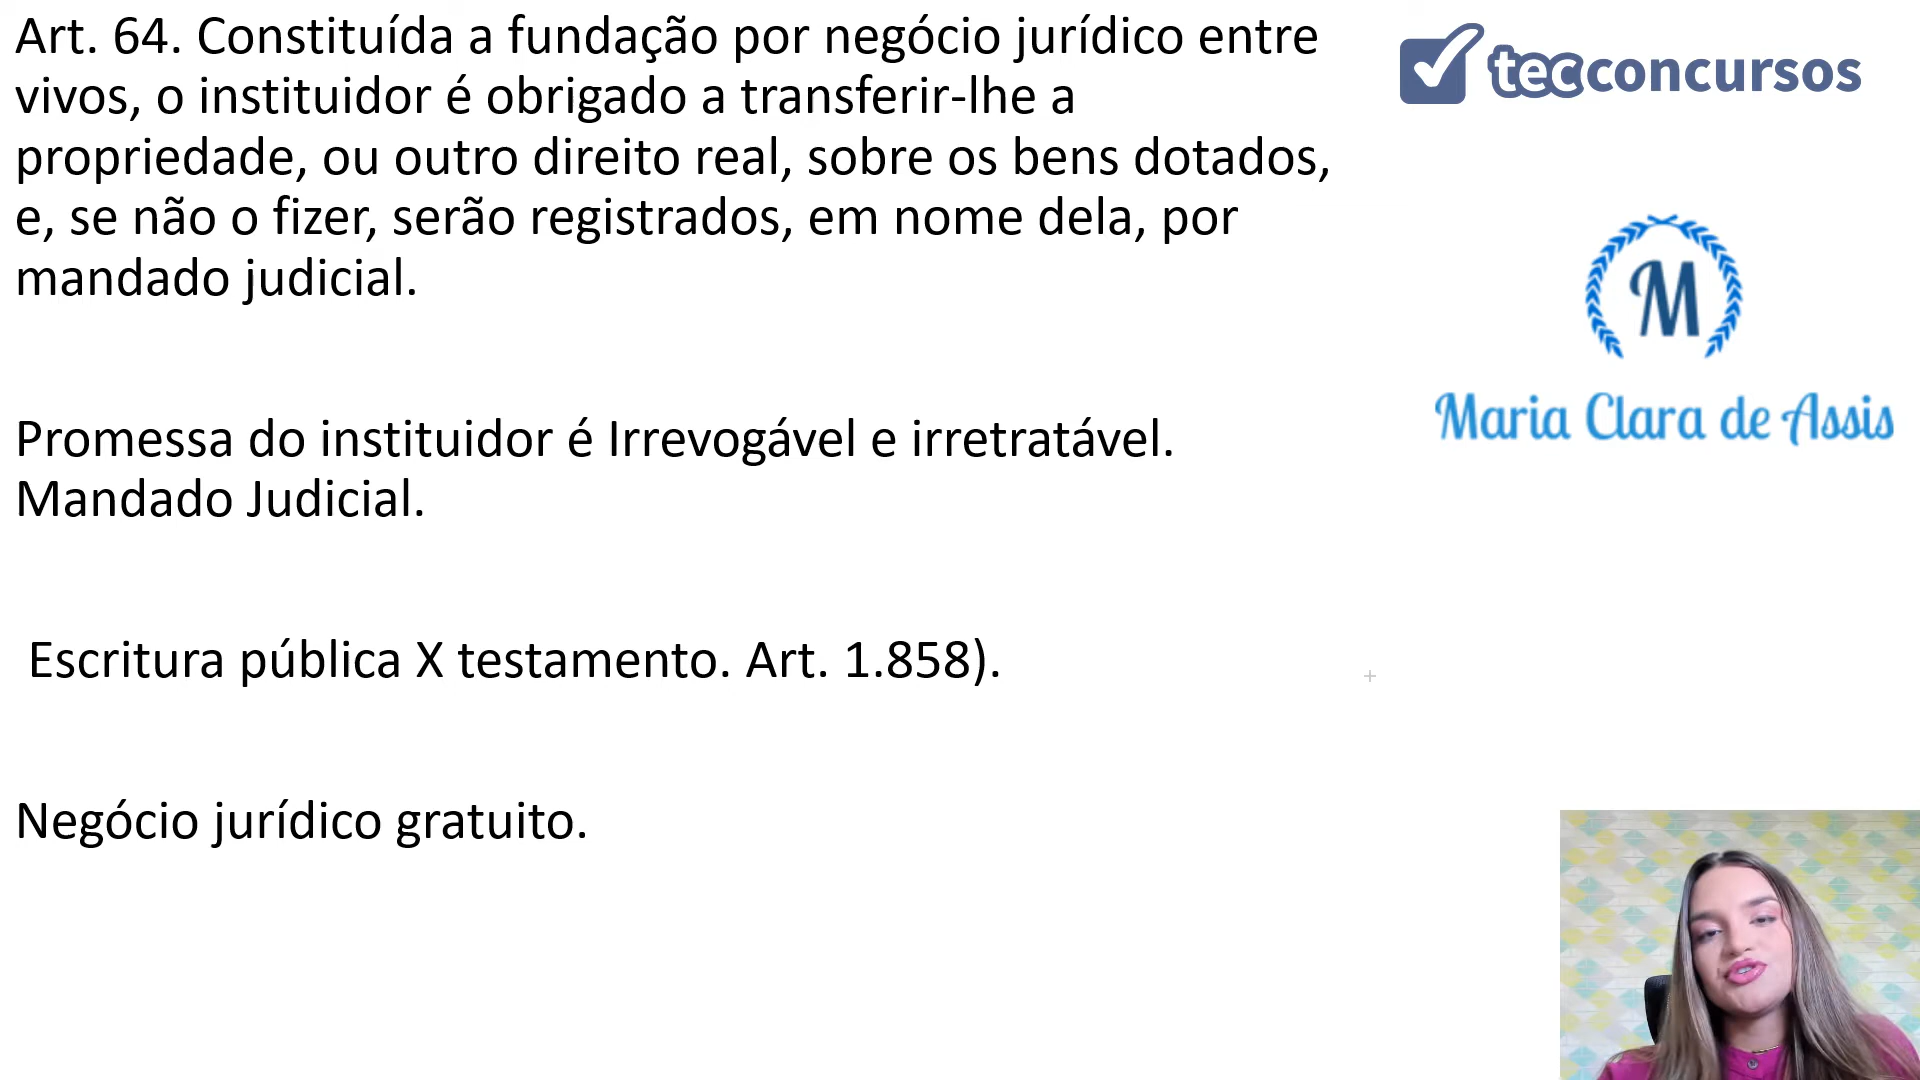 Art. 64. Constituída a fundação por negócio jurídico entre
vivos, o instituidor é obrigado a transferir-lhe a
propriedade, ou outro direito real, sobre os bens dotados,
e, se não o fizer, serão registrados, em nome dela, por
mandado judicial.
Promessa do instituidor é Irrevogável e irretratável.
Mandado Judicial.
Escritura pública X testamento. Art. 1.858).
Negócio jurídico gratuito.
tecconcursos
M
Maria Clara de Assis